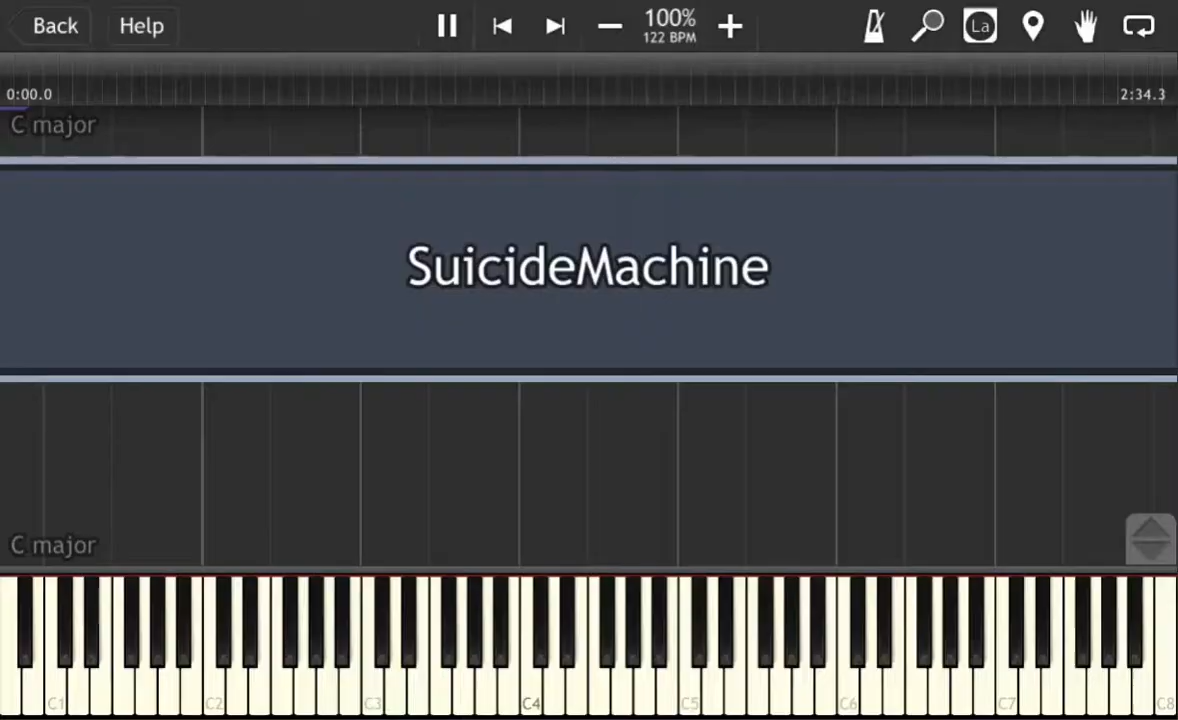 Back Help 100%
122 BPM
La
0:00.0 2:34.3
C major
SuicideMachine
C major
C1 C2 C3 C4 C5 C6 C7 C8